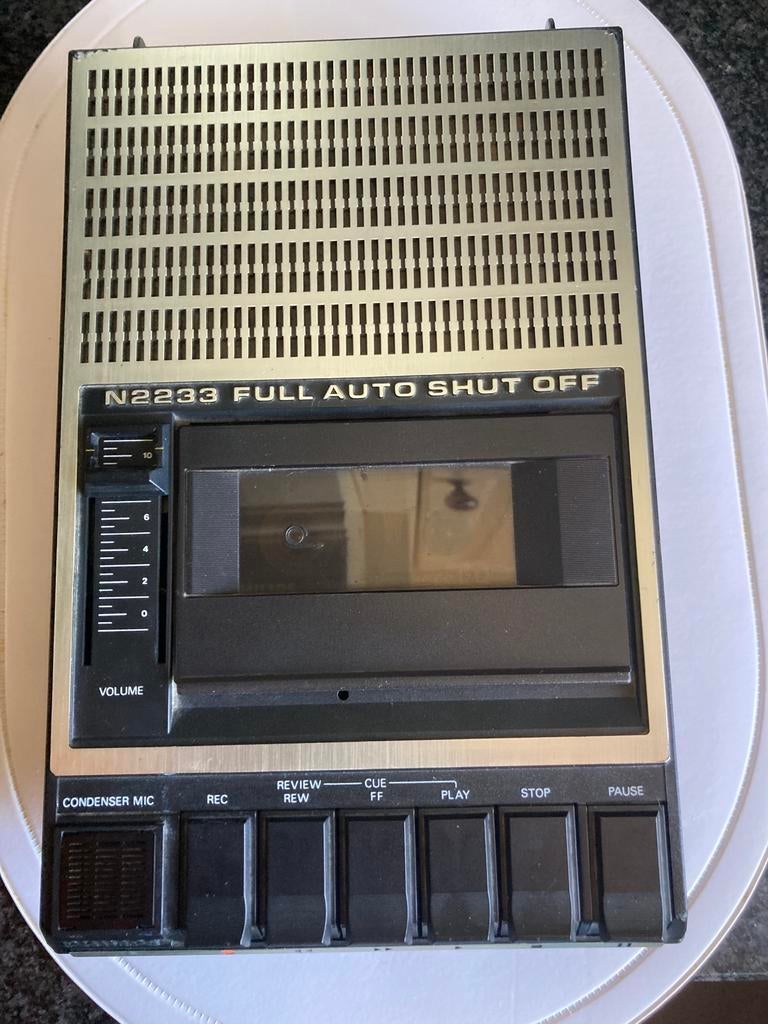 N2233 FULL AUTO SHUT OFF
10
6
4
2
0
VOLUME
CONDENSER MIC
REC
REVIEW CUE
REW FF PLAY
STOP
PAUSE